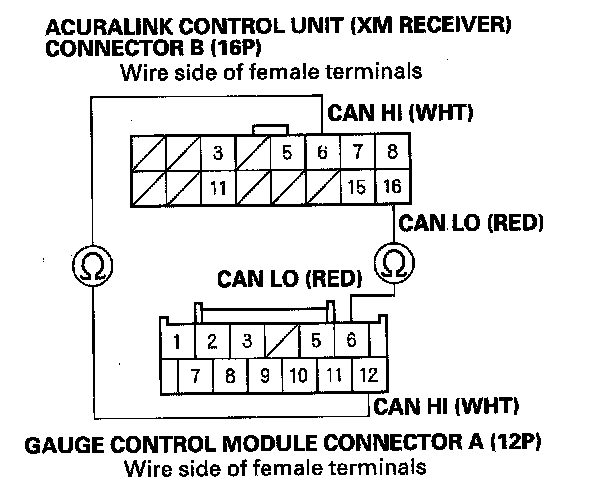 ACURALINK CONTROL UNIT (XM RECEIVER)
CONNECTOR B (16P)
Wire side of female terminals
CAN HI (WHT)
3 5 6 7 8
11 15 16
CAN LO (RED)
Ω Ω
CAN LO (RED)
1 2 3 5 6
7 8 9 10 11 12
CAN HI (WHT)
GAUGE CONTROL MODULE CONNECTOR A (12P)
Wire side of female terminals